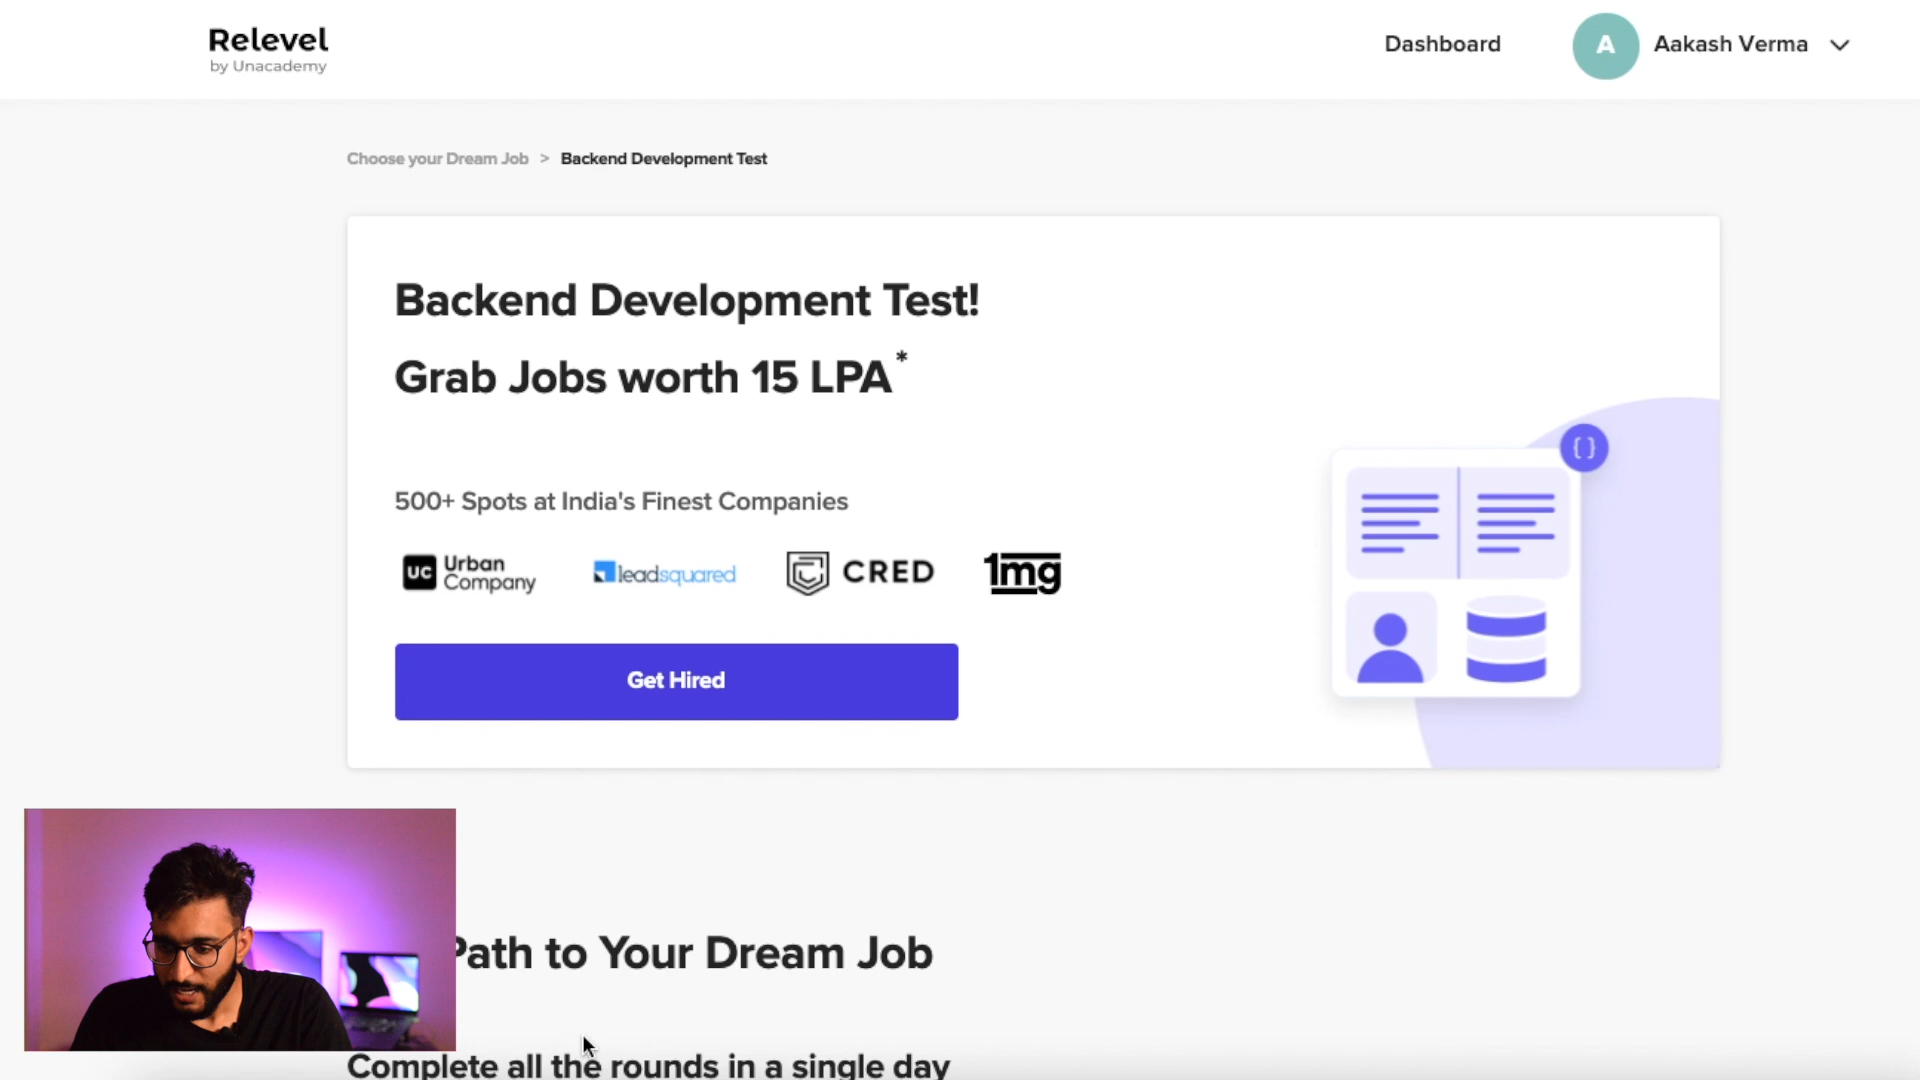 Relevel
by Unacademy
Dashboard
A
Aakash Verma
Choose your Dream Job > Backend Development Test
Backend Development Test!
Grab Jobs worth 15 LPA*
{}
500+ Spots at India's Finest Companies
UC Urban Company
leadsquared
CRED
1mg
Get Hired
Path to Your Dream Job
Complete all the rounds in a single day